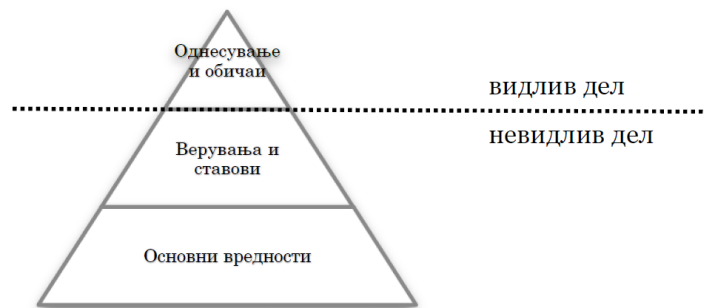 Однесување
и обичаи
видлив дел
невидлив дел
Верувања и
ставови
Основни вредности